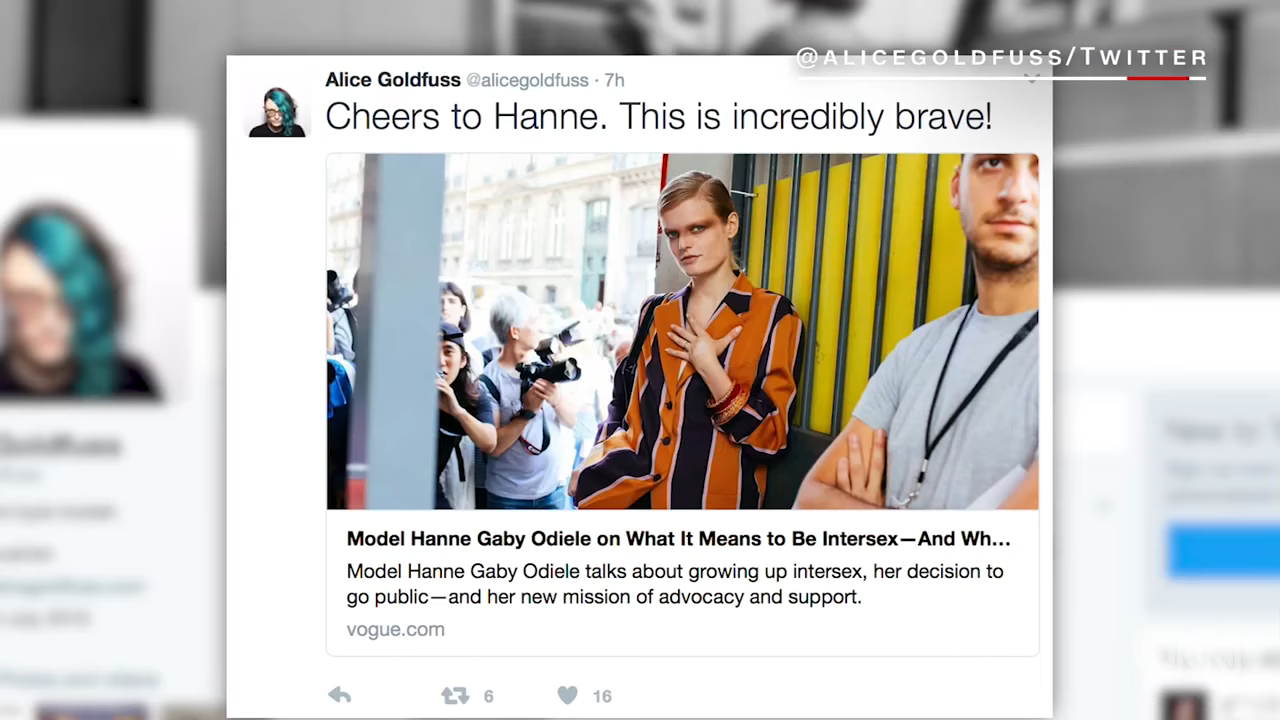 @ALICEGOLDFUSS/TWITTER
Alice Goldfuss @alicegoldfuss · 7h
Cheers to Hanne. This is incredibly brave!
Model Hanne Gaby Odiele on What It Means to Be Intersex—And Wh...
Model Hanne Gaby Odiele talks about growing up intersex, her decision to
go public—and her new mission of advocacy and support.
vogue.com
6
16